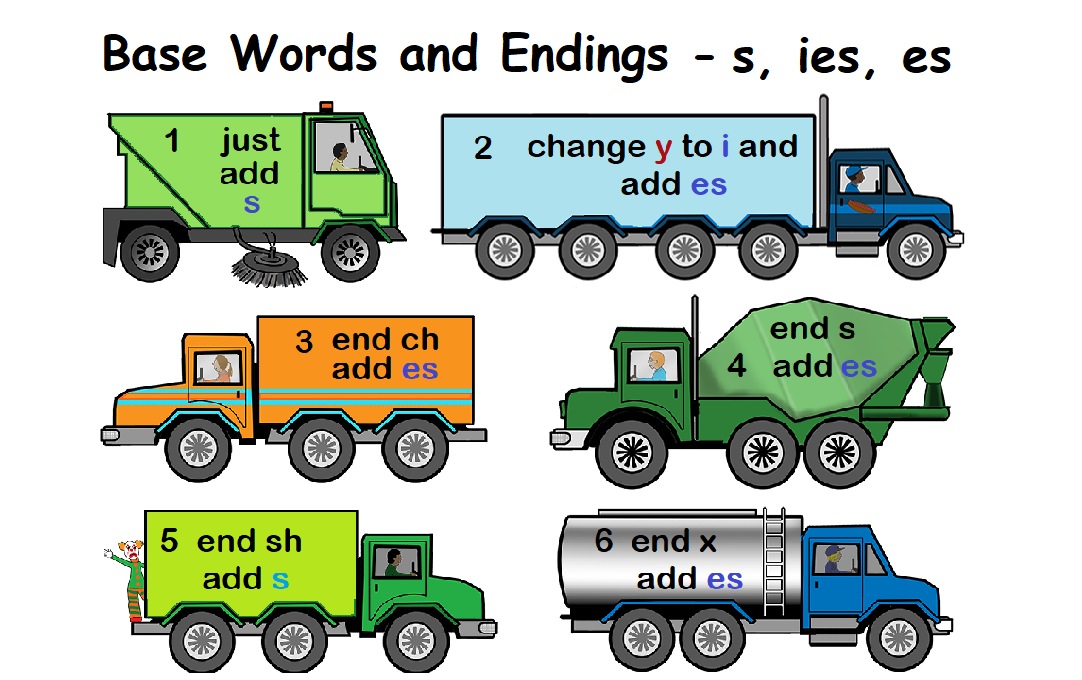 Base Words and Endings - s, ies, es
1 just
add
s
2 change y to i and
add es
3 end ch
add es
end s
4 add es
5 end sh
add s
6 end x
add es